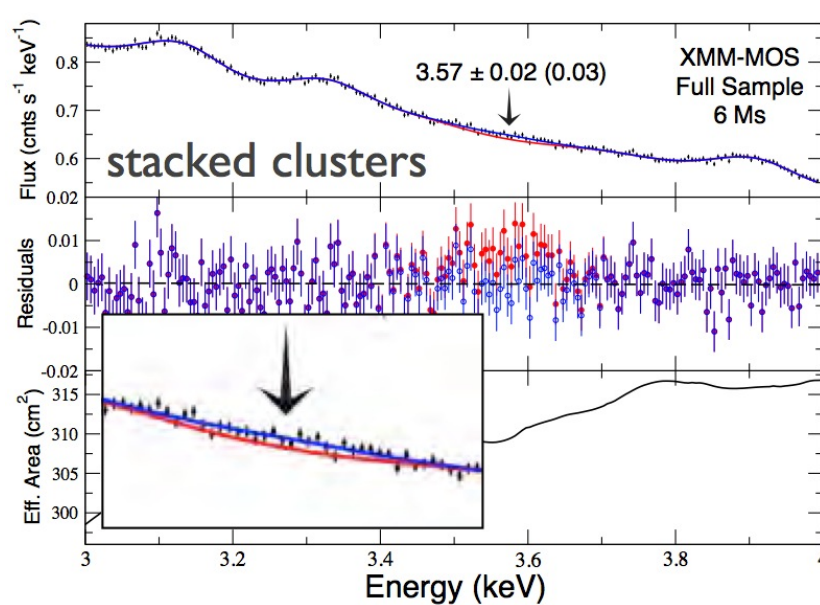 XMM-MOS
Full Sample
6 Ms
3.57 ± 0.02 (0.03)
stacked clusters
Flux (cnts s⁻¹ keV⁻¹)
0.8
0.7
0.6
0.02
Residuals
0.01
0
-0.01
-0.02
Eff. Area (cm²)
315
310
305
300
3 3.2 3.4 3.6 3.8
Energy (keV)